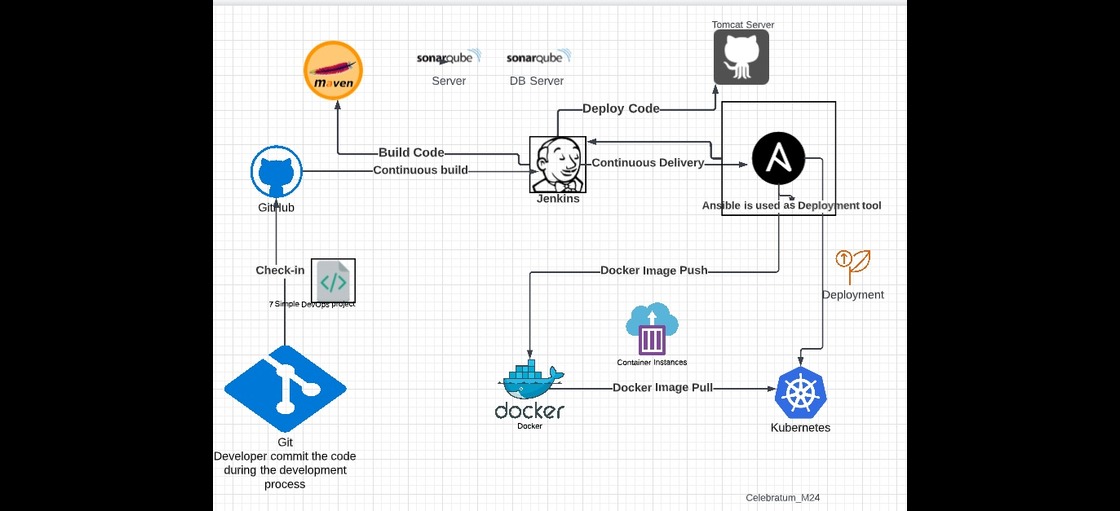 Tomcat Server
maven
sonarqube
sonarqube
Server
DB Server
Deploy Code
Build Code
Continuous build
Continuous Delivery
Jenkins
GitHub
Ansible is used as Deployment tool
Check-in
</>
7 Simple DevOps project
Docker Image Push
Deployment
Container Instances
Docker Image Pull
docker
Docker
Kubernetes
Git
Developer commit the code
during the development
process
Celebratum_M24